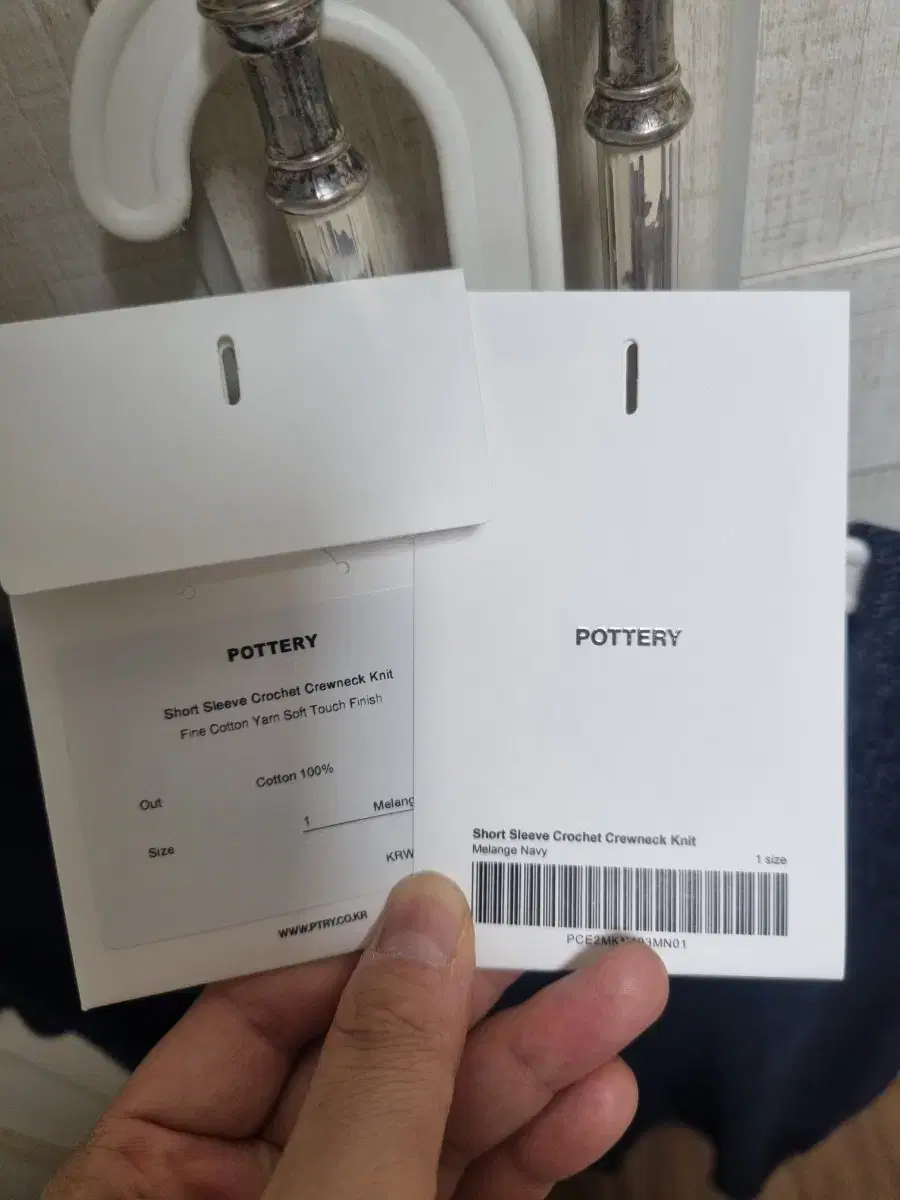 POTTERY
Short Sleeve Crochet Crewneck Knit
Fine Cotton Yarn Soft Touch Finish
Out
Cotton 100%
Size
1
KRW
WWW.PTRY.CO.KR
POTTERY
Short Sleeve Crochet Crewneck Knit
Melange Navy
1 size